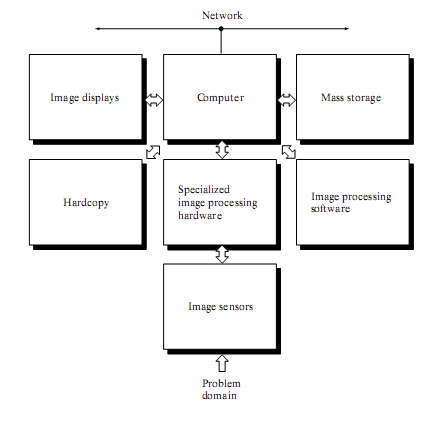 Network
Image displays
Computer
Mass storage
Hardcopy
Specialized
image processing
hardware
Image processing
software
Image sensors
Problem
domain